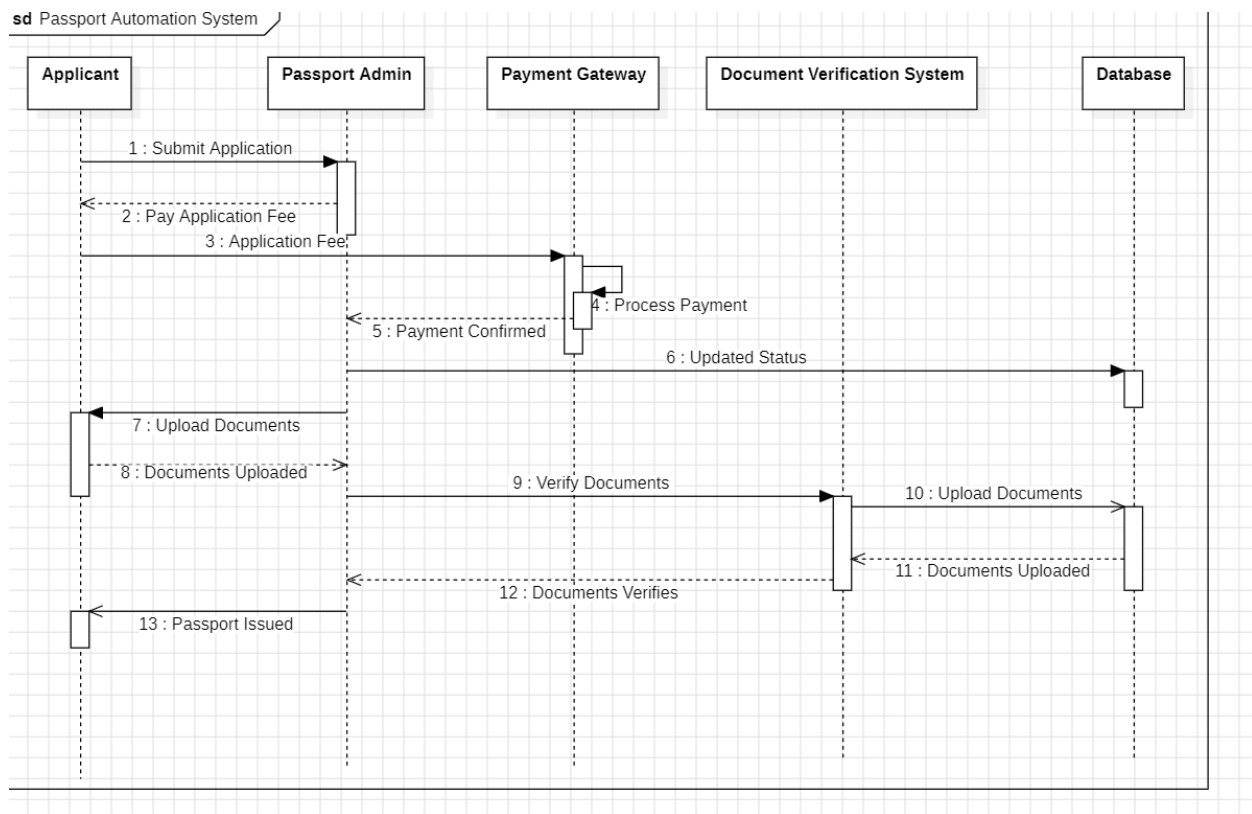 sd Passport Automation System
Applicant
Passport Admin
Payment Gateway
Document Verification System
Database
1 : Submit Application
2 : Pay Application Fee
3 : Application Fee
4 : Process Payment
5 : Payment Confirmed
6 : Updated Status
7 : Upload Documents
8 : Documents Uploaded
9 : Verify Documents
10 : Upload Documents
11 : Documents Uploaded
12 : Documents Verifies
13 : Passport Issued